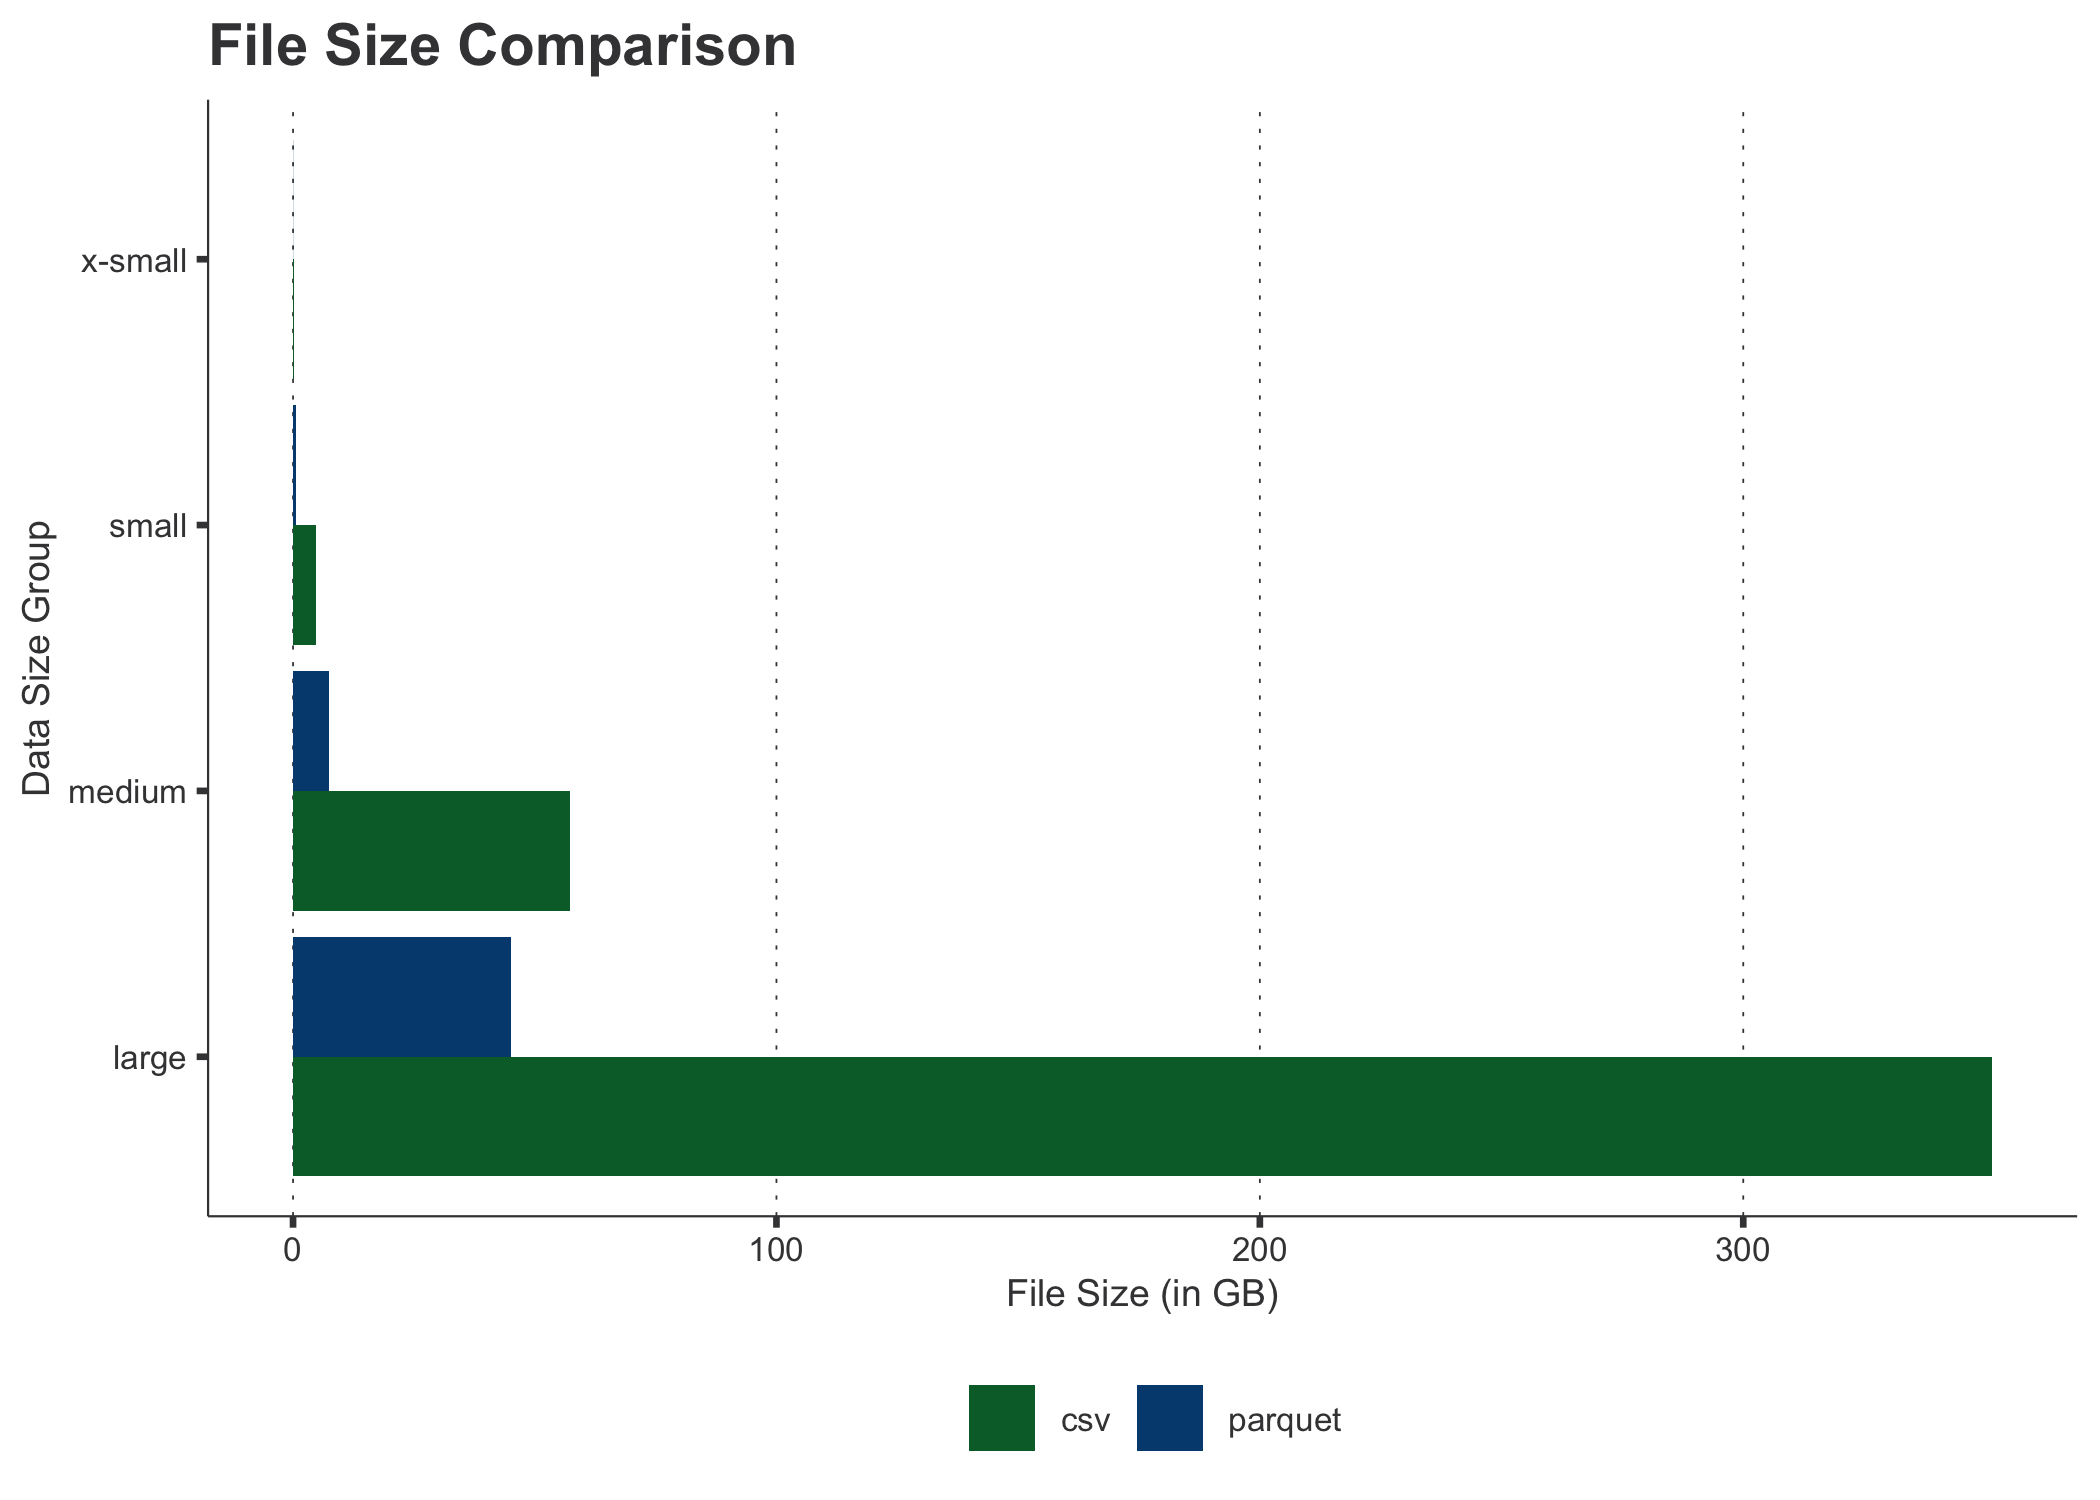 File Size Comparison
Data Size Group
x-small
small
medium
large
0 100 200 300
File Size (in GB)
csv parquet